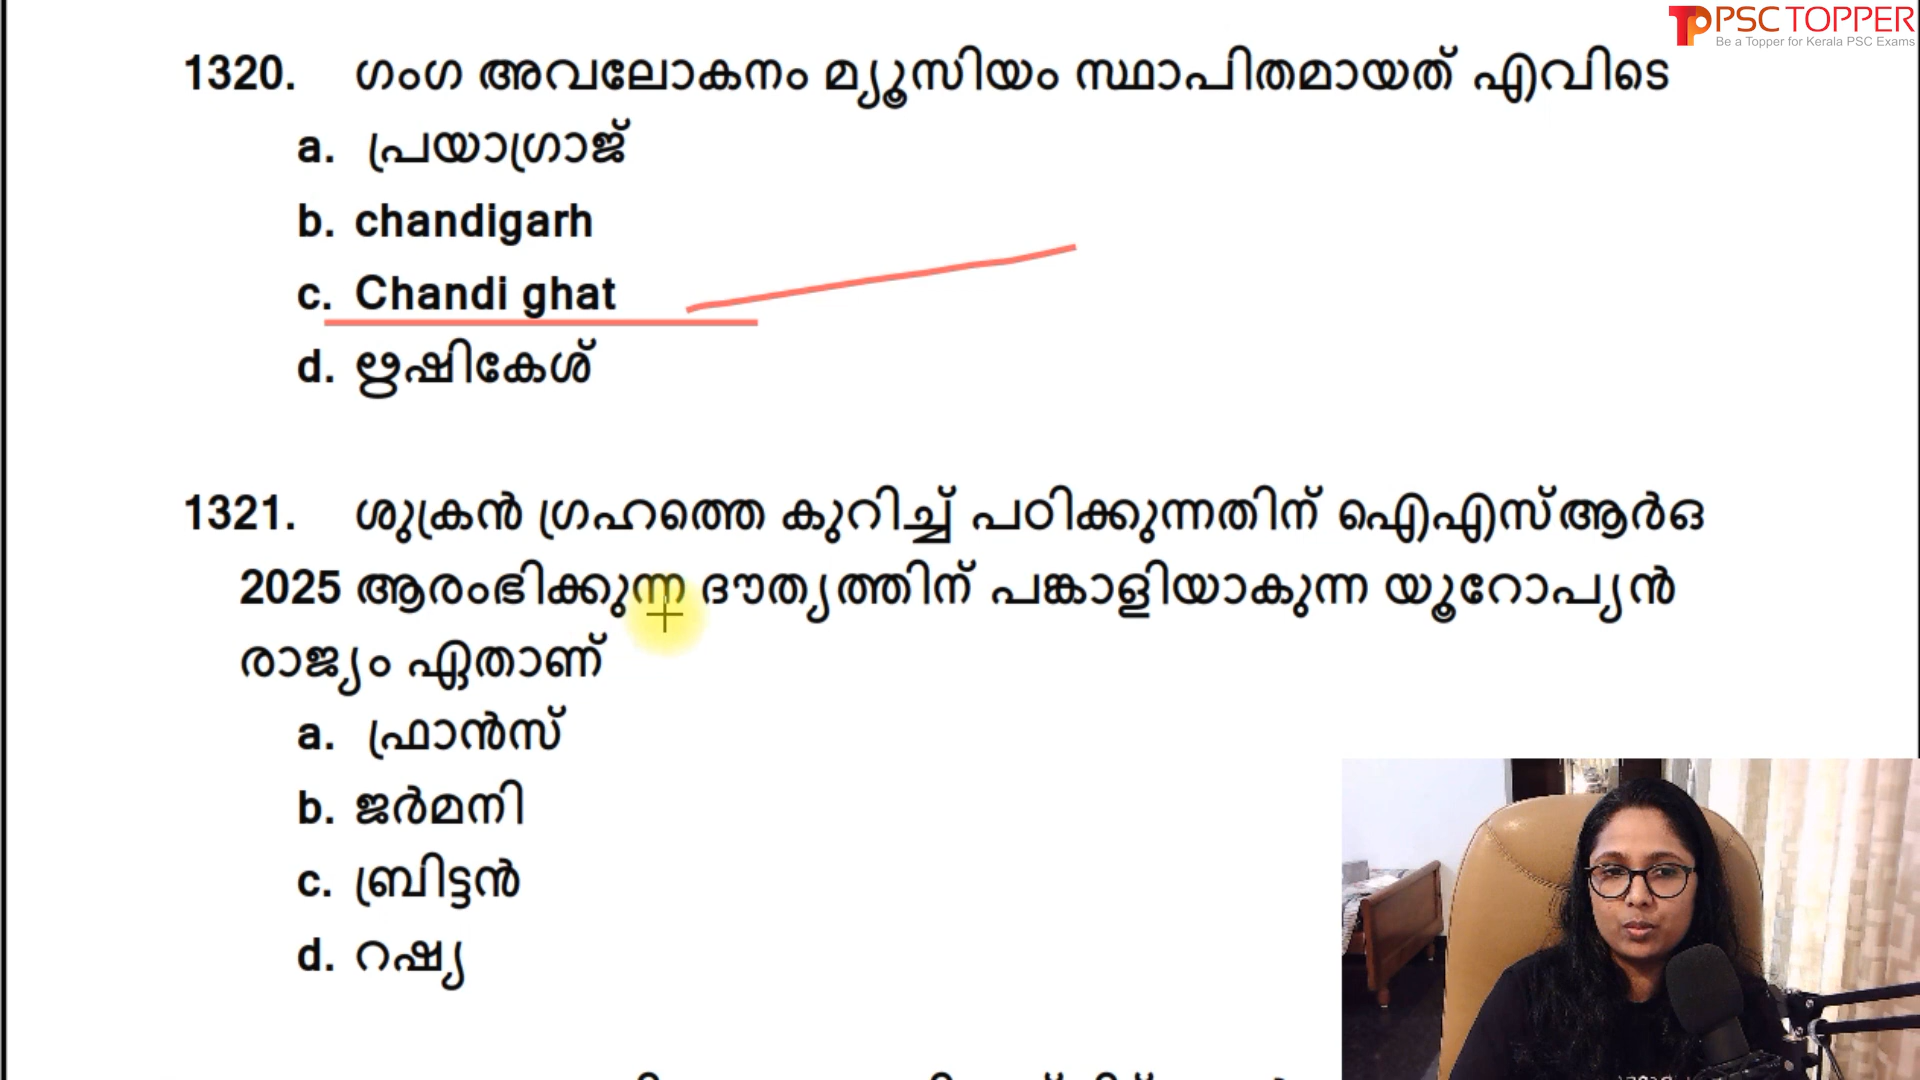 PSC TOPPER
Be a Topper for Kerala PSC Exams
1320. ഗംഗ അവലോകനം മ്യൂസിയം സ്ഥാപിതമായത് എവിടെ
a. പ്രയാഗ്രാജ്
b. chandigarh
c. Chandi ghat
d. ഋഷികേശ്
1321. ശുക്രൻ ഗ്രഹത്തെ കുറിച്ച് പഠിക്കുന്നതിന് ഐഎസ്ആർഒ
2025 ആരംഭിക്കുന്ന ദൗത്യത്തിന് പങ്കാളിയാകുന്ന യൂറോപ്യൻ
രാജ്യം ഏതാണ്
a. ഫ്രാൻസ്
b. ജർമനി
c. ബ്രിട്ടൻ
d. റഷ്യ